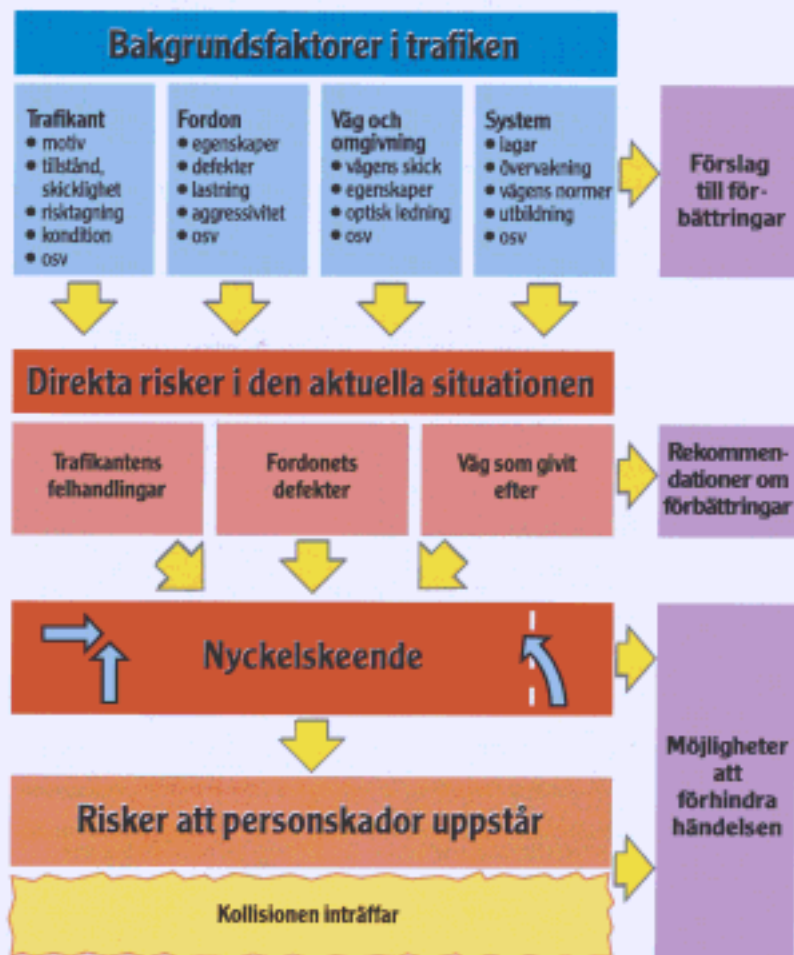 Bakgrundsfaktorer i trafiken
Trafikant
• motiv
• tillstånd,
skicklighet
• risktagning
• kondition
• osv
Fordon
• egenskaper
• defekter
• lastning
• aggressivitet
• osv
Väg och
omgivning
• vägens skick
• egenskaper
• optisk ledning
• osv
System
• lagar
• övervakning
• vägens normer
• utbildning
• osv
Förslag
till för-
bättringar
Direkta risker i den aktuella situationen
Trafikantens
felhandlingar
Fordonets
defekter
Väg som givit
efter
Rekommen-
dationer om
förbättringar
Nyckelskeende
Risker att personskador uppstår
Möjligheter
att
förhindra
händelsen
Kollisionen inträffar